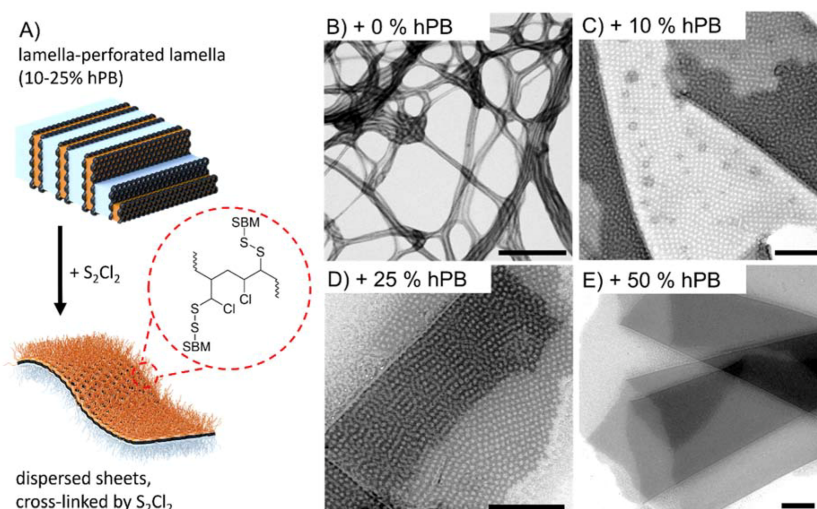 A)
lamella-perforated lamella
(10-25% hPB)
+ S₂Cl₂
SBM
S
S
Cl
Cl
S
S
SBM
dispersed sheets,
cross-linked by S₂Cl₂
B) + 0 % hPB
C) + 10 % hPB
D) + 25 % hPB
E) + 50 % hPB